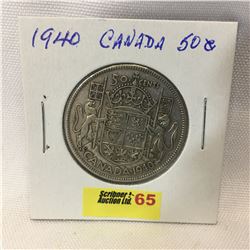 1940 CANADA 50¢
50 CENTS
CANADA 1940
Scribner
Auction Ltd. 65